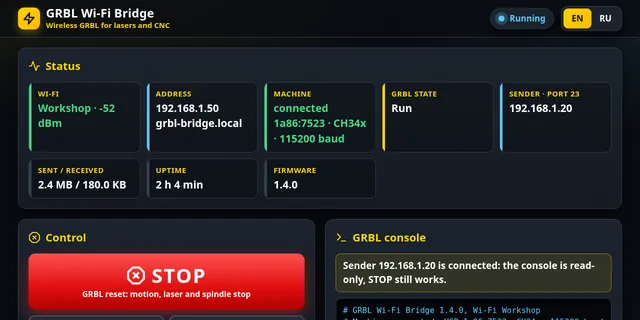 GRBL Wi-Fi Bridge
Wireless GRBL for lasers and CNC
Running
EN
RU
Status
WI-FI
Workshop · -52
dBm
ADDRESS
192.168.1.50
grbl-bridge.local
MACHINE
connected
1a86:7523 · CH34x
· 115200 baud
GRBL STATE
Run
SENDER · PORT 23
192.168.1.20
SENT / RECEIVED
2.4 MB / 180.0 KB
UPTIME
2 h 4 min
FIRMWARE
1.4.0
Control
STOP
GRBL reset: motion, laser and spindle stop
GRBL console
Sender 192.168.1.20 is connected: the console is read-
only, STOP still works.
# GRBL Wi-Fi Bridge 1.4.0, Wi-Fi Workshop